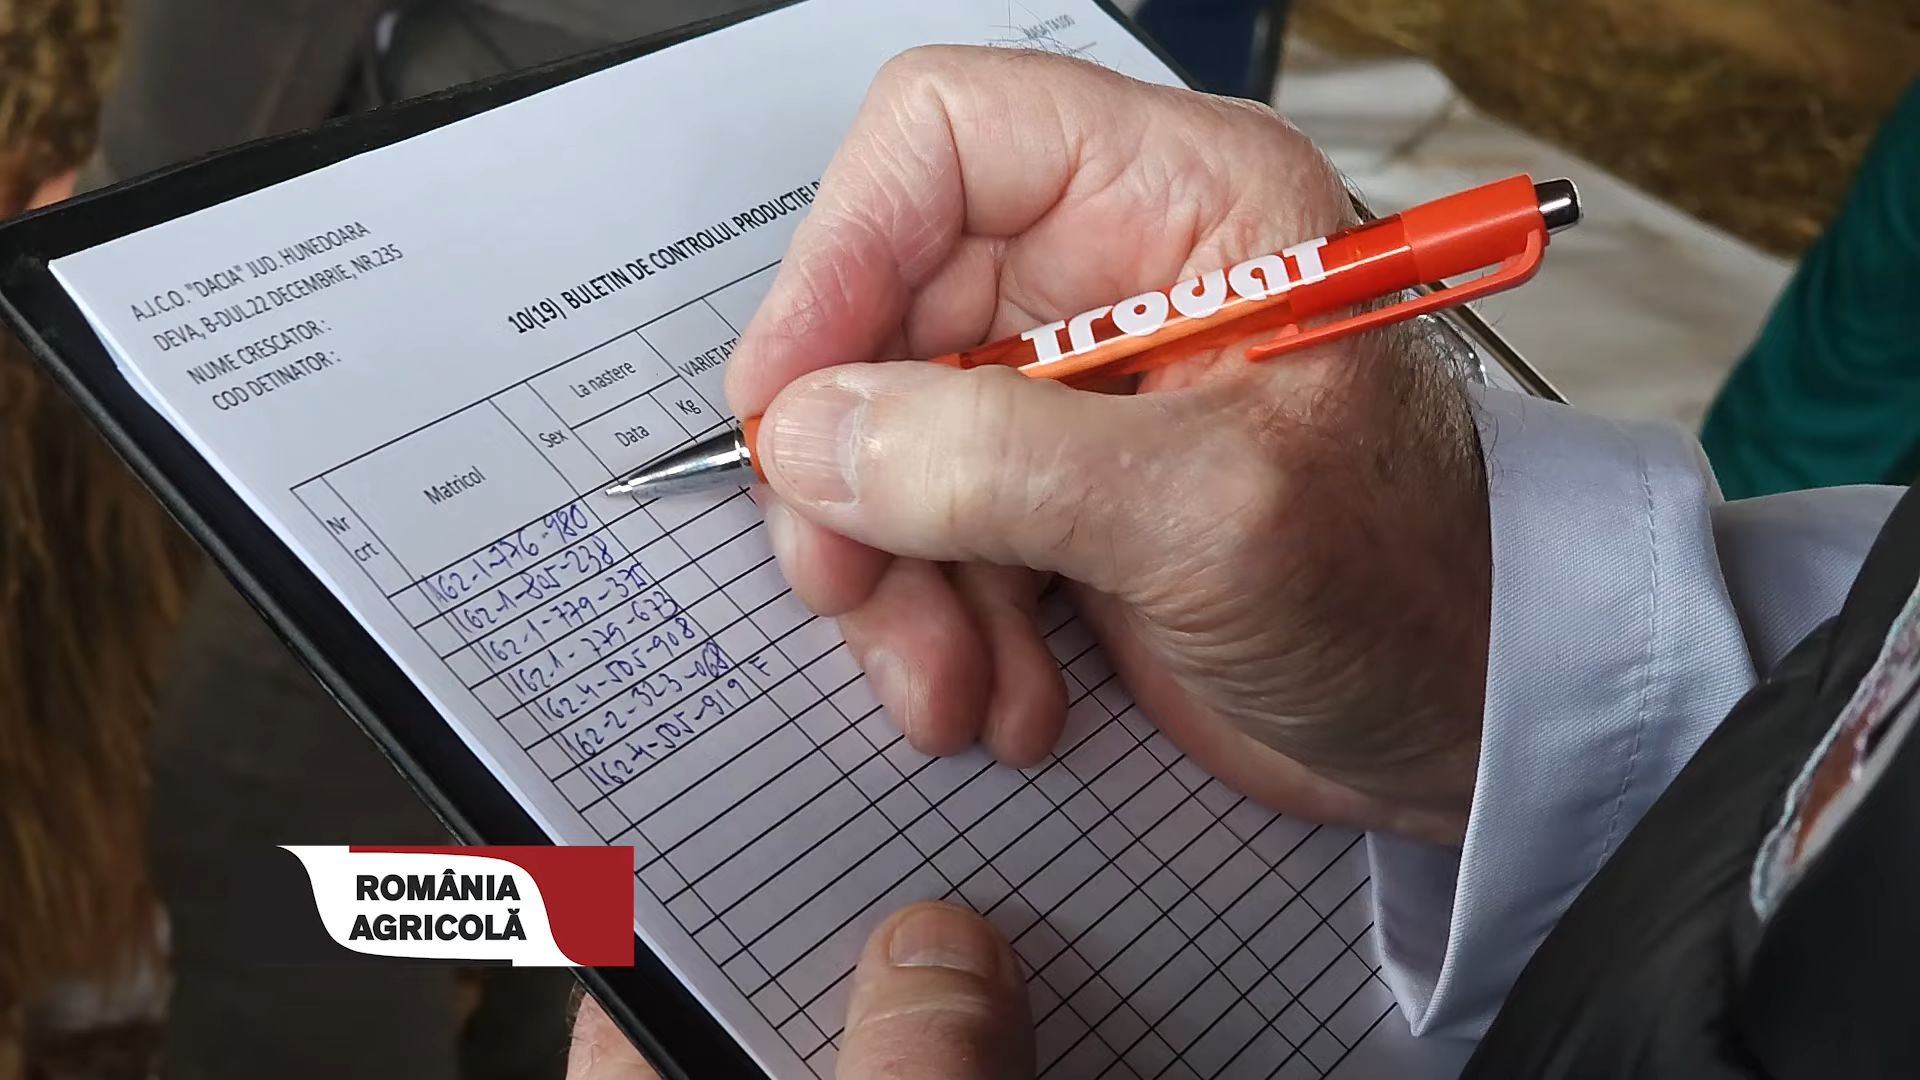 A.J.C.O. "DACIA" JUD. HUNEDOARA
DEVA, B-DUL.22 DECEMBRIE, NR.235
NUME CRESCATOR :
COD DETINATOR :
10(19) BULETIN DE CONTROLUL PRODUCTIEI
Nr crt
Matricol
Sex
La nastere
Data
Kg
VARIETAT
162-1-776-980
162-1-805-238
162-1-779-375
162-1-779-673
162-4-505-908
162-2-323-068
162-4-505-919 F
Trodat
ROMÂNIA
AGRICOLĂ